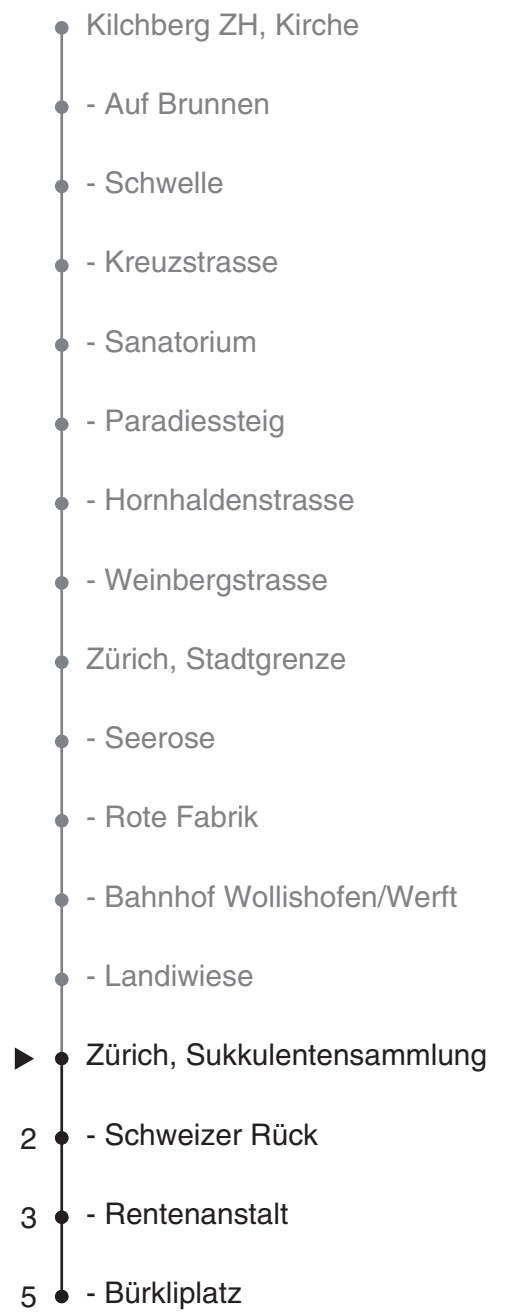 Kilchberg ZH, Kirche
- Auf Brunnen
- Schwelle
- Kreuzstrasse
- Sanatorium
- Paradiessteig
- Hornhaldenstrasse
- Weinbergstrasse
Zürich, Stadtgrenze
- Seerose
- Rote Fabrik
- Bahnhof Wollishofen/Werft
- Landiwiese
Zürich, Sukkulentensammlung
2 - Schweizer Rück
3 - Rentenanstalt
5 - Bürkliplatz